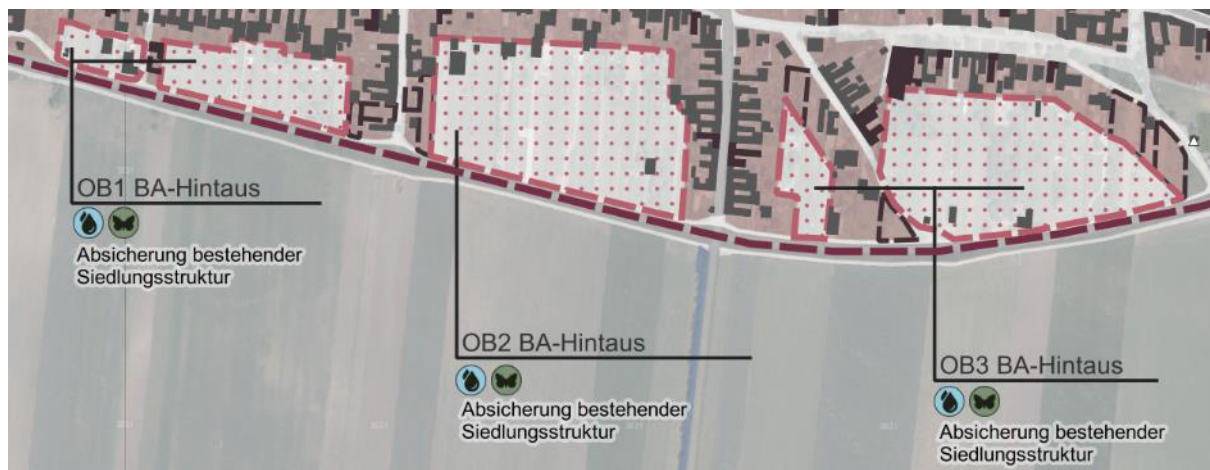 OB1 BA-Hintaus
Absicherung bestehender
Siedlungsstruktur
OB2 BA-Hintaus
Absicherung bestehender
Siedlungsstruktur
OB3 BA-Hintaus
Absicherung bestehender
Siedlungsstruktur